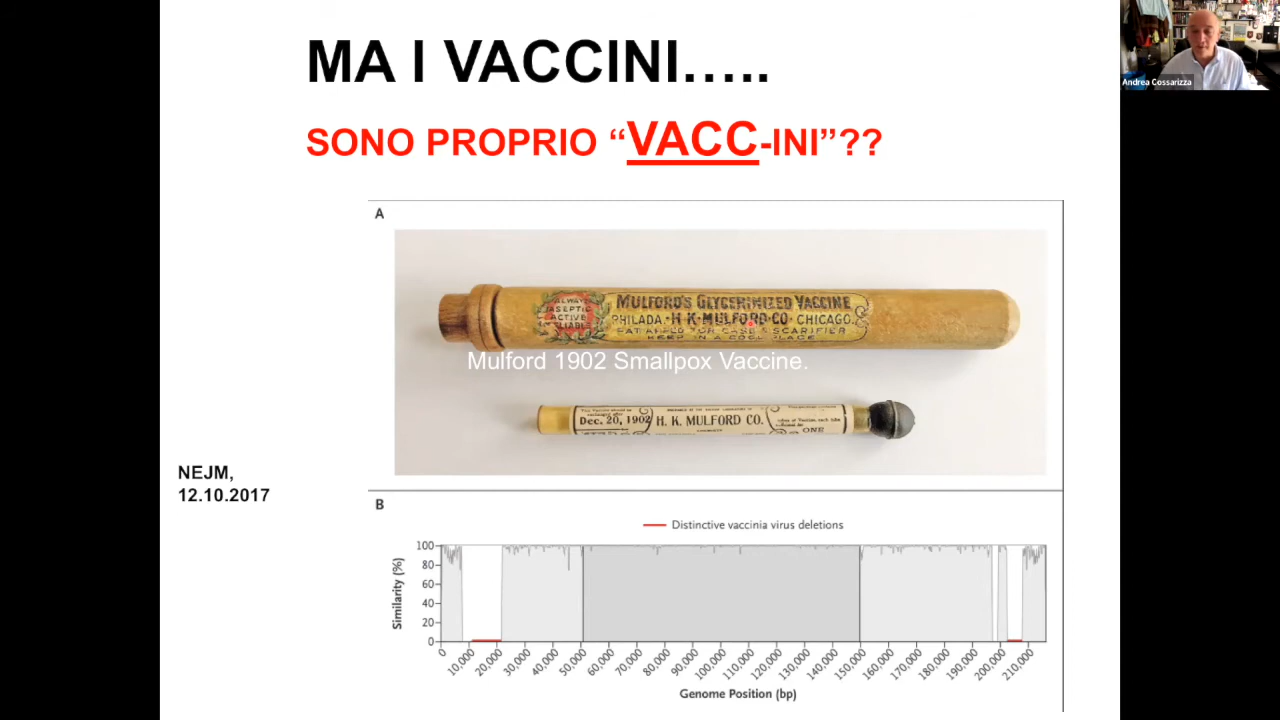 MA I VACCINI…..
SONO PROPRIO “VACC-INI”??
Andrea Cossarizza
A
ALWAYS
ASEPTIC
ACTIVE
MULFORD'S GLYCERINIZED VACCINE
PHILADA · H·K·MULFORD·CO· CHICAGO.
KEEP IN A COOL PLACE
Mulford 1902 Smallpox Vaccine.
Dec. 20, 1902
H. K. MULFORD CO.
ONE
NEJM,
12.10.2017
B
Distinctive vaccinia virus deletions
Similarity (%)
100
80
60
40
20
0
0
10,000
20,000
30,000
40,000
50,000
60,000
70,000
80,000
90,000
100,000
110,000
120,000
130,000
140,000
150,000
160,000
170,000
180,000
190,000
200,000
210,000
Genome Position (bp)